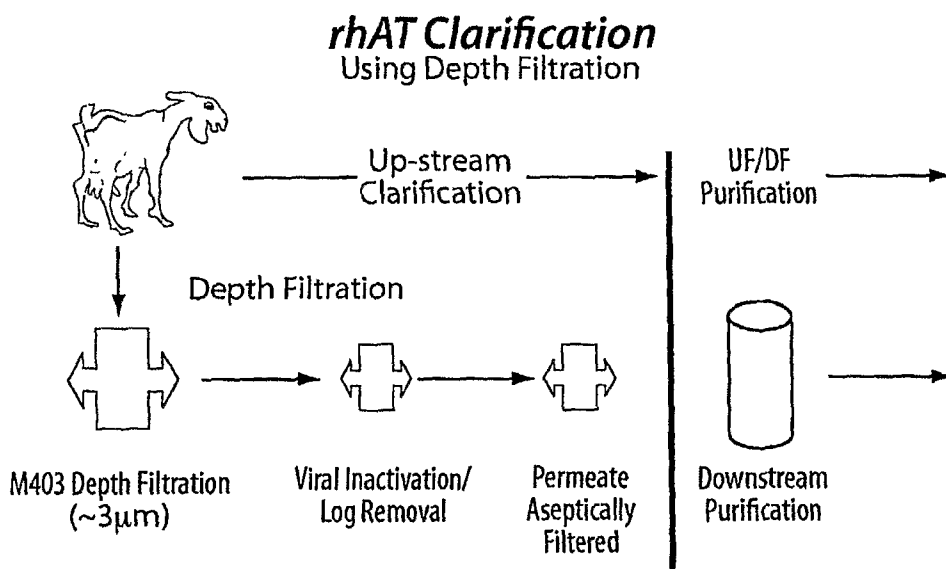 rhAT Clarification
Using Depth Filtration
Up-stream
Clarification
UF/DF
Purification
Depth Filtration
M403 Depth Filtration
(~3μm)
Viral Inactivation/
Log Removal
Permeate
Aseptically
Filtered
Downstream
Purification